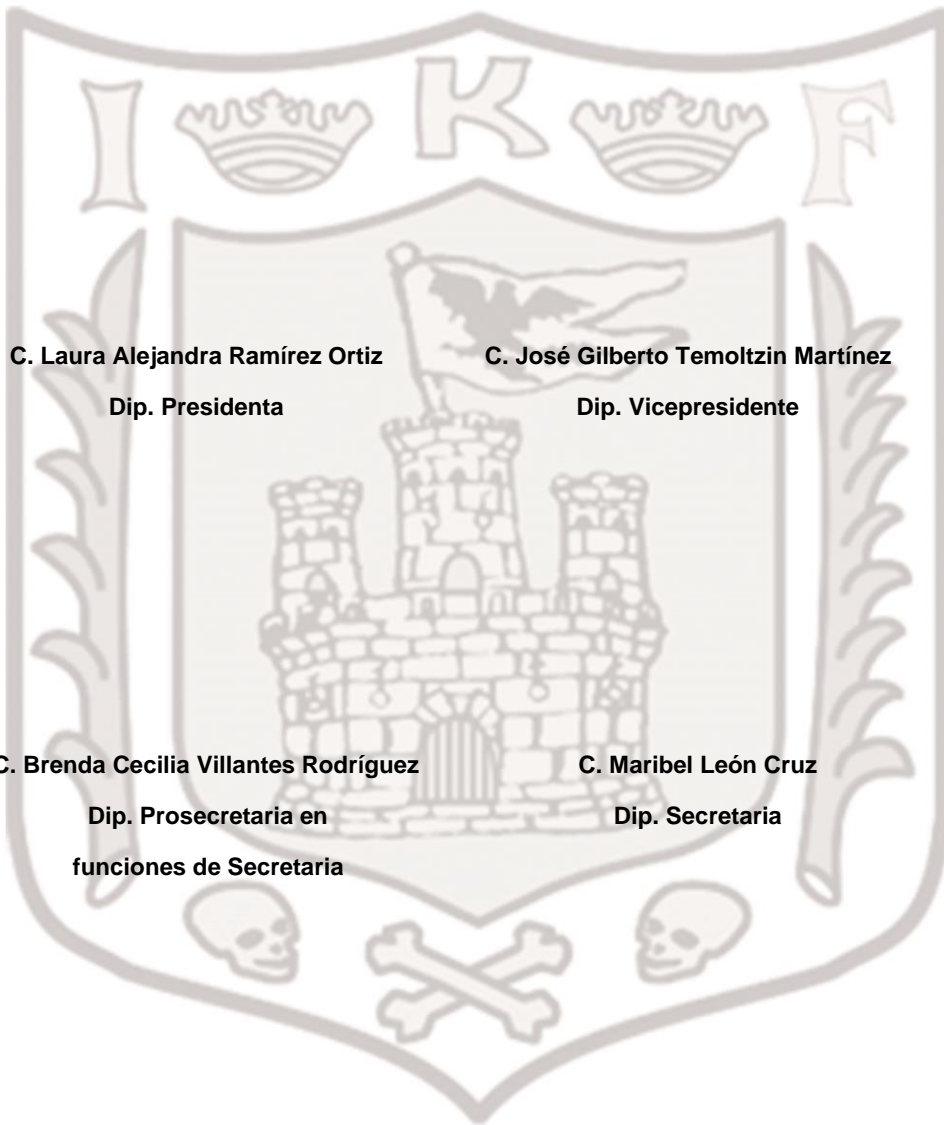 I K F
C. Laura Alejandra Ramírez Ortiz
Dip. Presidenta
C. José Gilberto Temoltzin Martínez
Dip. Vicepresidente
C. Brenda Cecilia Villantes Rodríguez
Dip. Prosecretaria en
funciones de Secretaria
C. Maribel León Cruz
Dip. Secretaria